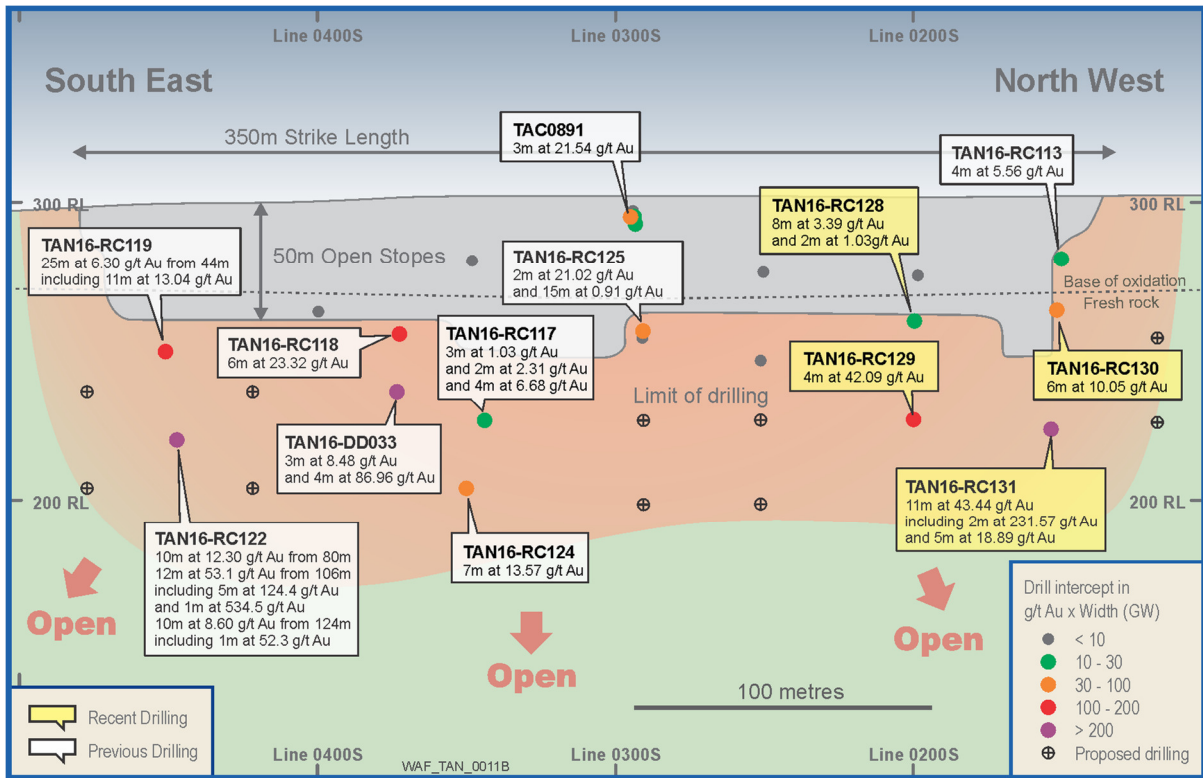 Line 0400S
Line 0300S
Line 0200S
South East
North West
350m Strike Length
TAC0891
3m at 21.54 g/t Au
TAN16-RC113
4m at 5.56 g/t Au
300 RL
300 RL
TAN16-RC128
8m at 3.39 g/t Au
and 2m at 1.03g/t Au
TAN16-RC119
25m at 6.30 g/t Au from 44m
including 11m at 13.04 g/t Au
50m Open Stopes
TAN16-RC125
2m at 21.02 g/t Au
and 15m at 0.91 g/t Au
Base of oxidation
Fresh rock
TAN16-RC118
6m at 23.32 g/t Au
TAN16-RC117
3m at 1.03 g/t Au
and 2m at 2.31 g/t Au
and 4m at 6.68 g/t Au
TAN16-RC129
4m at 42.09 g/t Au
TAN16-RC130
6m at 10.05 g/t Au
Limit of drilling
TAN16-DD033
3m at 8.48 g/t Au
and 4m at 86.96 g/t Au
200 RL
200 RL
TAN16-RC131
11m at 43.44 g/t Au
including 2m at 231.57 g/t Au
and 5m at 18.89 g/t Au
TAN16-RC122
10m at 12.30 g/t Au from 80m
12m at 53.1 g/t Au from 106m
including 5m at 124.4 g/t Au
and 1m at 534.5 g/t Au
10m at 8.60 g/t Au from 124m
including 1m at 52.3 g/t Au
TAN16-RC124
7m at 13.57 g/t Au
Open
Open
Open
Drill intercept in
g/t Au x Width (GW)
< 10
10 - 30
30 - 100
100 - 200
> 200
Proposed drilling
100 metres
Recent Drilling
Previous Drilling
Line 0400S
Line 0300S
Line 0200S
WAF_TAN_0011B